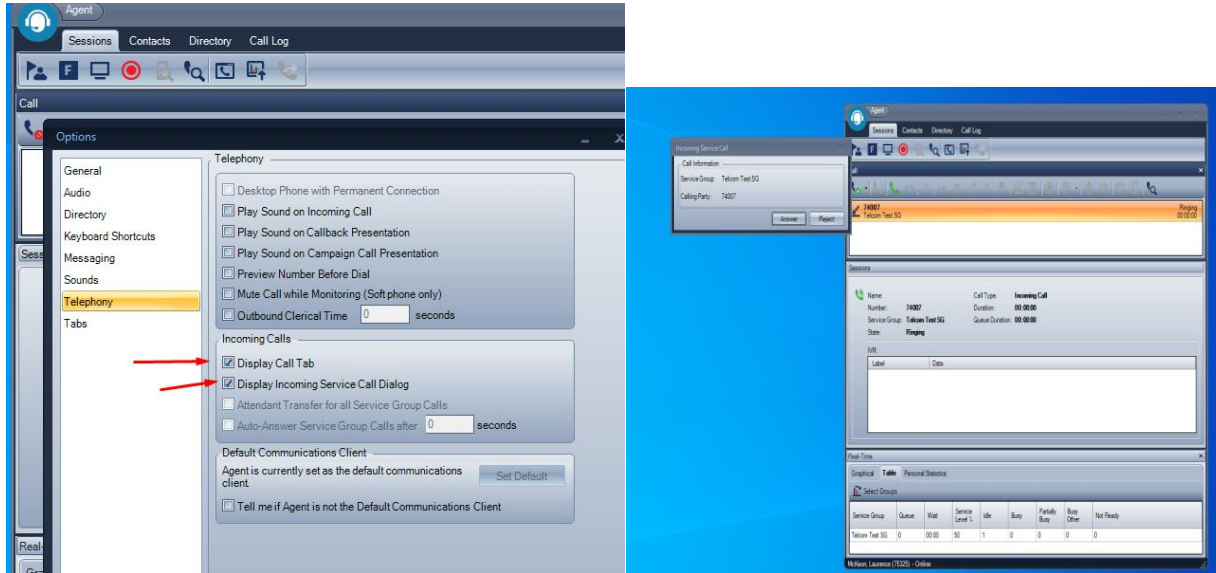 Agent
Sessions Contacts Directory Call Log
F
Call
Options
General
Audio
Directory
Keyboard Shortcuts
Messaging
Sounds
Telephony
Tabs
Telephony
Desktop Phone with Permanent Connection
Play Sound on Incoming Call
Play Sound on Callback Presentation
Play Sound on Campaign Call Presentation
Preview Number Before Dial
Mute Call while Monitoring (Softphone only)
Outbound Clerical Time 0 seconds
Incoming Calls
Display Call Tab
Display Incoming Service Call Dialog
Attendant Transfer for all Service Group Calls
Auto-Answer Service Group Calls after 0 seconds
Default Communications Client
Agent is currently set as the default communications
client.
Set Default
Tell me if Agent is not the Default Communications Client
Sess
Real-
Incoming Service Call
Call Information
Service Group: Telcom Test SG
Calling Party: 74007
Answer Reject
Agent
Sessions Contacts Directory Call Log
F
74007 Ringing
Telcom Test SG 00:00:00
Sessions
Name: Call Type: Incoming Call
Number: 74007 Duration: 00:00:00
Service Group: Telcom Test SG Queue Duration: 00:00:00
State: Ringing
IVR:
Label Data
Real-Time
Graphical Table Personal Statistics
Select Groups
Service Group Queue Wait Service Level % Idle Busy Partially Busy Busy Other Not Ready
Telcom Test SG 0 00:00 50 1 0 0 0 0
McKeon, Laurence (75325) - Online